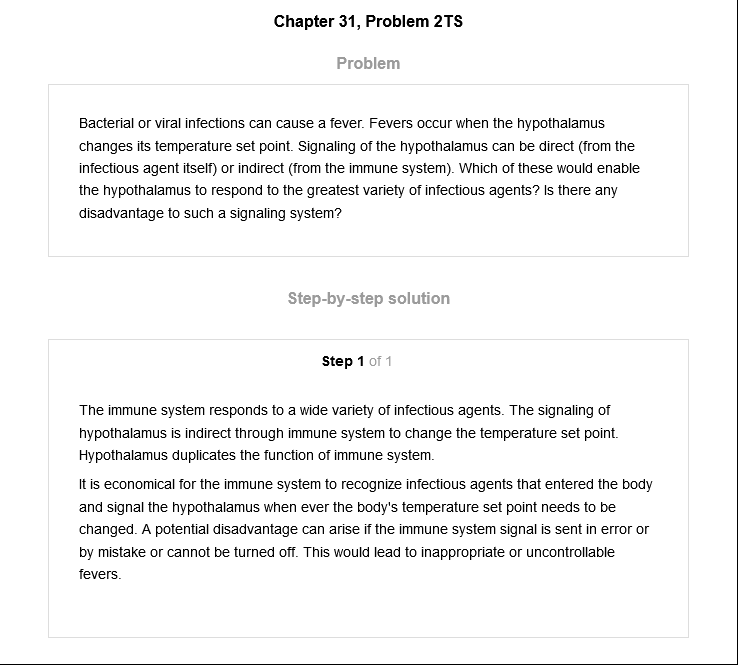 Chapter 31, Problem 2TS
Problem
Bacterial or viral infections can cause a fever. Fevers occur when the hypothalamus
changes its temperature set point. Signaling of the hypothalamus can be direct (from the
infectious agent itself) or indirect (from the immune system). Which of these would enable
the hypothalamus to respond to the greatest variety of infectious agents? Is there any
disadvantage to such a signaling system?
Step-by-step solution
Step 1 of 1
The immune system responds to a wide variety of infectious agents. The signaling of
hypothalamus is indirect through immune system to change the temperature set point.
Hypothalamus duplicates the function of immune system.
It is economical for the immune system to recognize infectious agents that entered the body
and signal the hypothalamus when ever the body's temperature set point needs to be
changed. A potential disadvantage can arise if the immune system signal is sent in error or
by mistake or cannot be turned off. This would lead to inappropriate or uncontrollable
fevers.